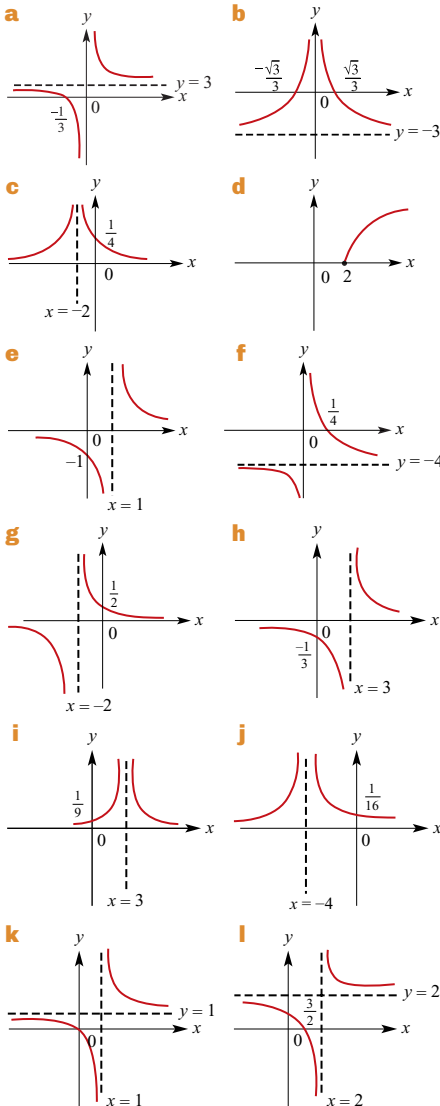 a
b
y
y
y = 3
−√3/3
√3/3
x
x
0
0
−1/3
y = −3
c
d
y
y
1/4
x
x
0
0
2
x = −2
e
f
y
y
1/4
x
x
0
0
−1
y = −4
x = 1
g
h
y
y
1/2
x
x
0
0
−1/3
x = −2
x = 3
i
j
y
y
1/9
1/16
x
x
0
0
x = 3
x = −4
k
l
y
y
y = 1
y = 2
3/2
x
x
0
0
x = 1
x = 2